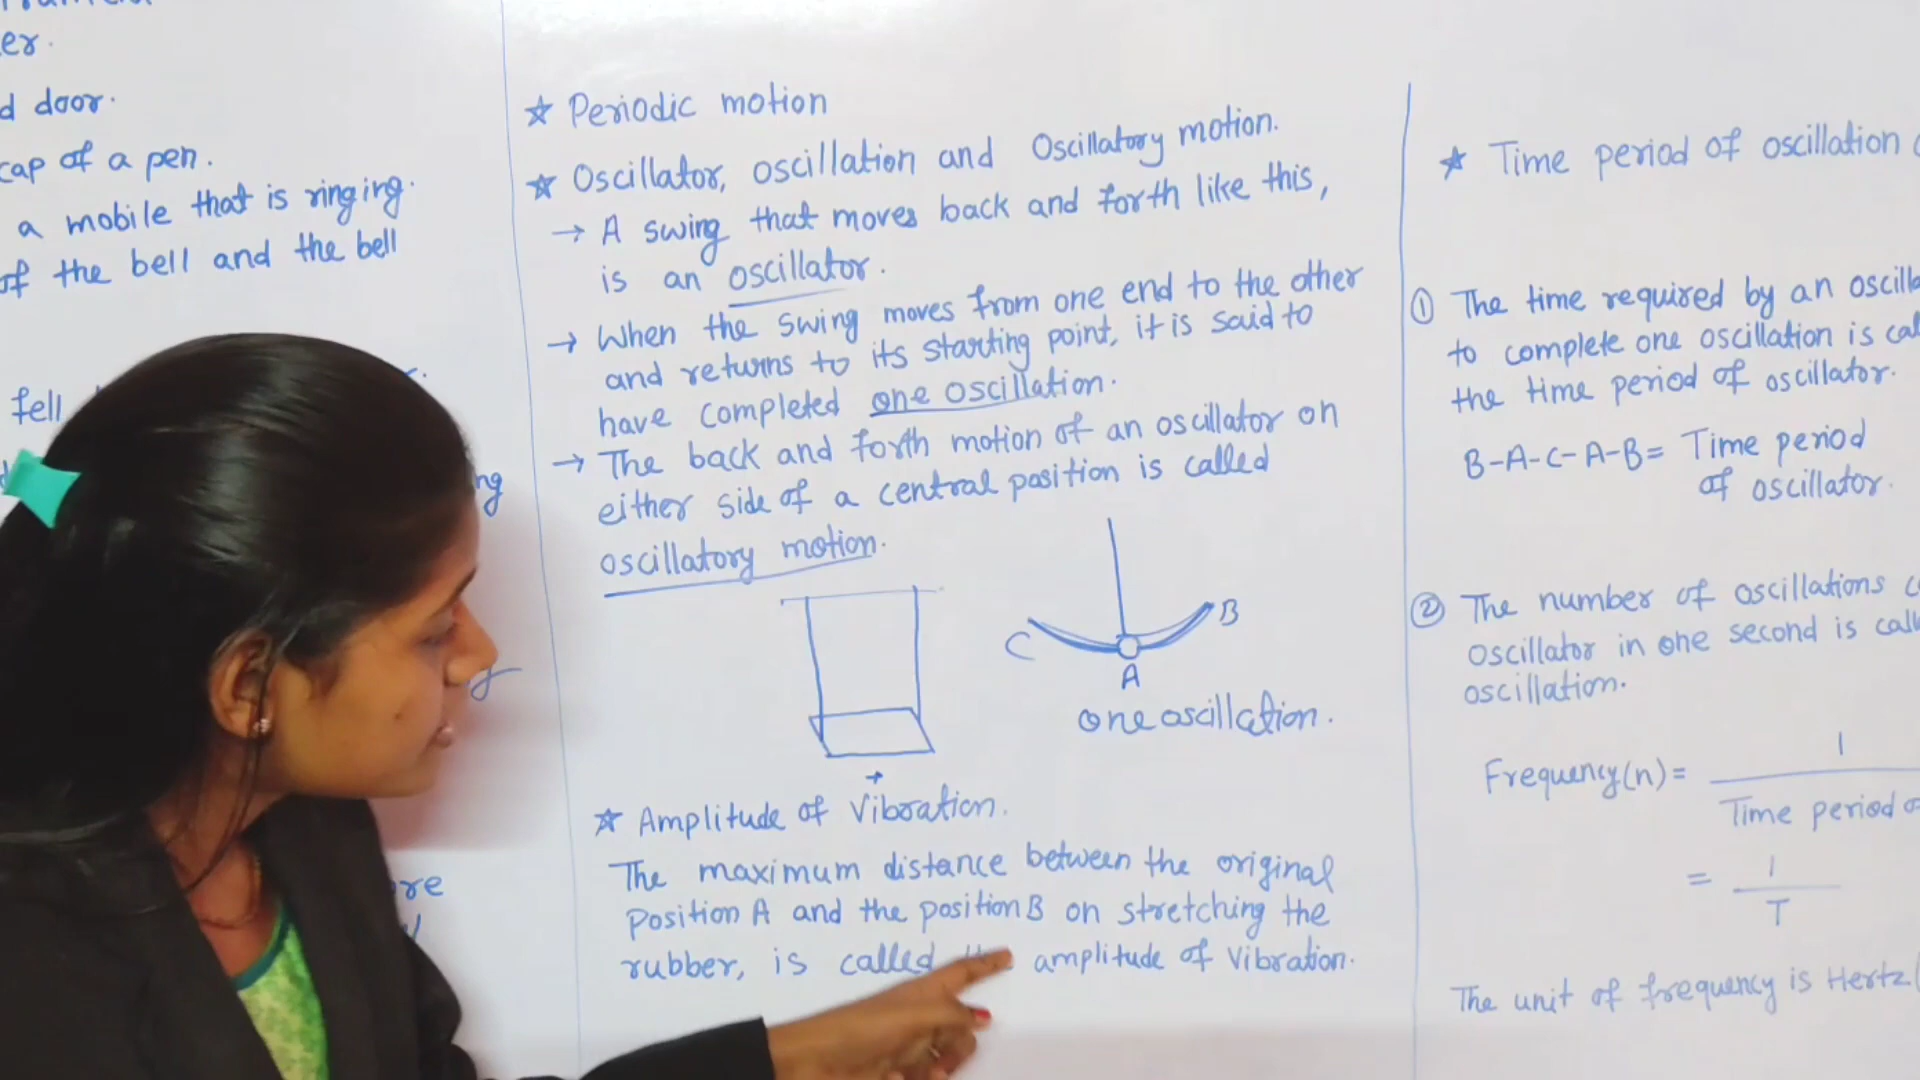 er.
d door.
cap of a pen.
a mobile that is ringing.
of the bell and the bell
fell
ng
re
☆ Periodic motion
☆ Oscillator, oscillation and Oscillatory motion.
→ A swing that moves back and forth like this,
is an oscillator.
→ When the swing moves from one end to the other
and returns to its starting point, it is said to
have completed one oscillation.
→ The back and forth motion of an oscillator on
either side of a central position is called
oscillatory motion.
C
B
A
one oscillation.
☆ Amplitude of Vibration.
The maximum distance between the original
Position A and the position B on stretching the
rubber, is called amplitude of Vibration.
★ Time period of oscillation
① The time required by an oscilla
to complete one oscillation is cal
the time period of oscillator.
B-A-C-A-B= Time period
of oscillator.
② The number of oscillations c
oscillator in one second is call
oscillation.
Frequency(n)= 1
Time period o
= 1
T
The unit of frequency is Hertz(